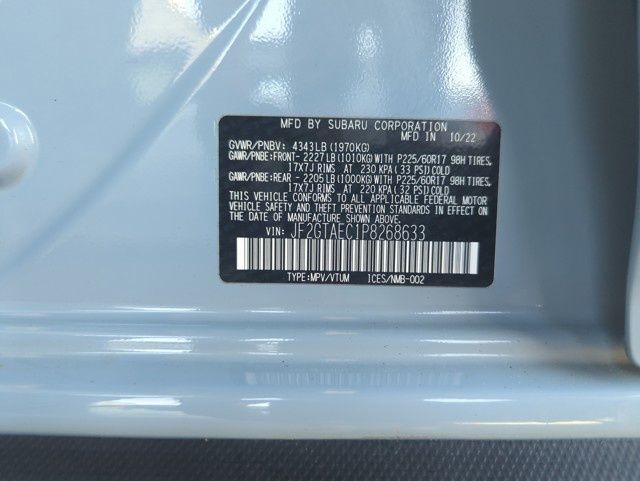 MFD BY SUBARU CORPORATION
MFD IN 10/22
GVWR/PNBV: 4343LB (1970KG)
GAWR/PNBE:FRONT- 2227LB(1010KG)WITH P225/60R17 98H TIRES,
17X7J RIMS AT 230 KPA(33 PSI)COLD
GAWR/PNBE:REAR - 2205LB(1000KG)WITH P225/60R17 98H TIRES,
17X7J RIMS AT 220 KPA(32 PSI)COLD
THIS VEHICLE CONFORMS TO ALL APPLICABLE FEDERAL MOTOR
VEHICLE SAFETY AND THEFT PREVENTION STANDARDS IN EFFECT ON
THE DATE OF MANUFACTURE SHOWN ABOVE.
VIN: JF2GTAEC1P8268633
TYPE:MPV/VTUM ICES/NMB-002